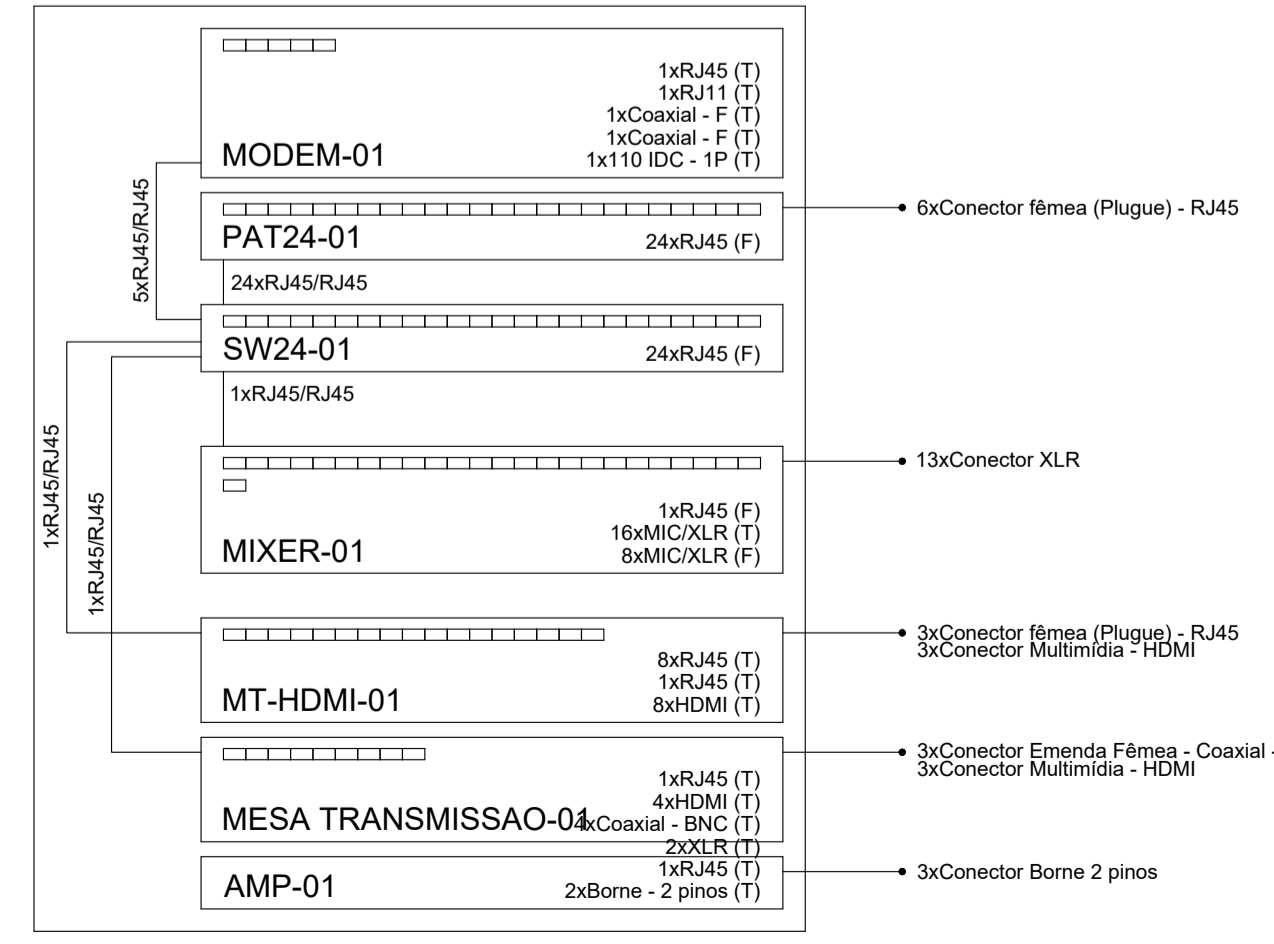 1xRJ45 (T)
1xRJ11 (T)
1xCoaxial - F (T)
1xCoaxial - F (T)
MODEM-01
1x110 IDC - 1P (T)
5xRJ45/RJ45
6xConector fêmea (Plugue) - RJ45
PAT24-01
24xRJ45 (F)
24xRJ45/RJ45
SW24-01
24xRJ45 (F)
1xRJ45/RJ45
1xRJ45/RJ45
1xRJ45/RJ45
13xConector XLR
1xRJ45 (F)
16xMIC/XLR (T)
MIXER-01
8xMIC/XLR (F)
3xConector fêmea (Plugue) - RJ45
3xConector Multimídia - HDMI
8xRJ45 (T)
1xRJ45 (T)
MT-HDMI-01
8xHDMI (T)
3xConector Emenda Fêmea - Coaxial -
3xConector Multimídia - HDMI
1xRJ45 (T)
4xHDMI (T)
MESA TRANSMISSAO-01
4xCoaxial - BNC (T)
2xXLR (T)
1xRJ45 (T)
3xConector Borne 2 pinos
AMP-01
2xBorne - 2 pinos (T)